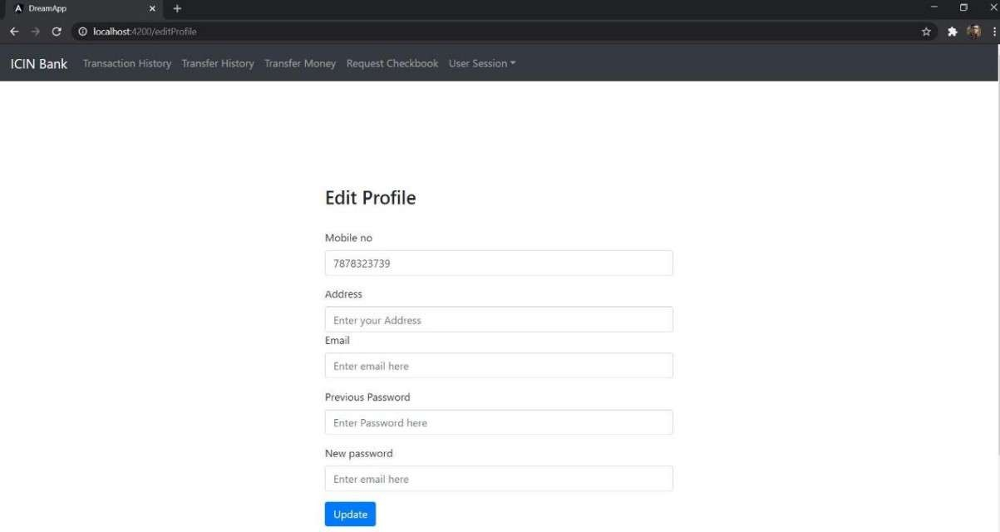 DreamApp
localhost:4200/editProfile
ICIN Bank Transaction History Transfer History Transfer Money Request Checkbook User Session
Edit Profile
Mobile no
7878323739
Address
Enter your Address
Email
Enter email here
Previous Password
Enter Password here
New password
Enter email here
Update